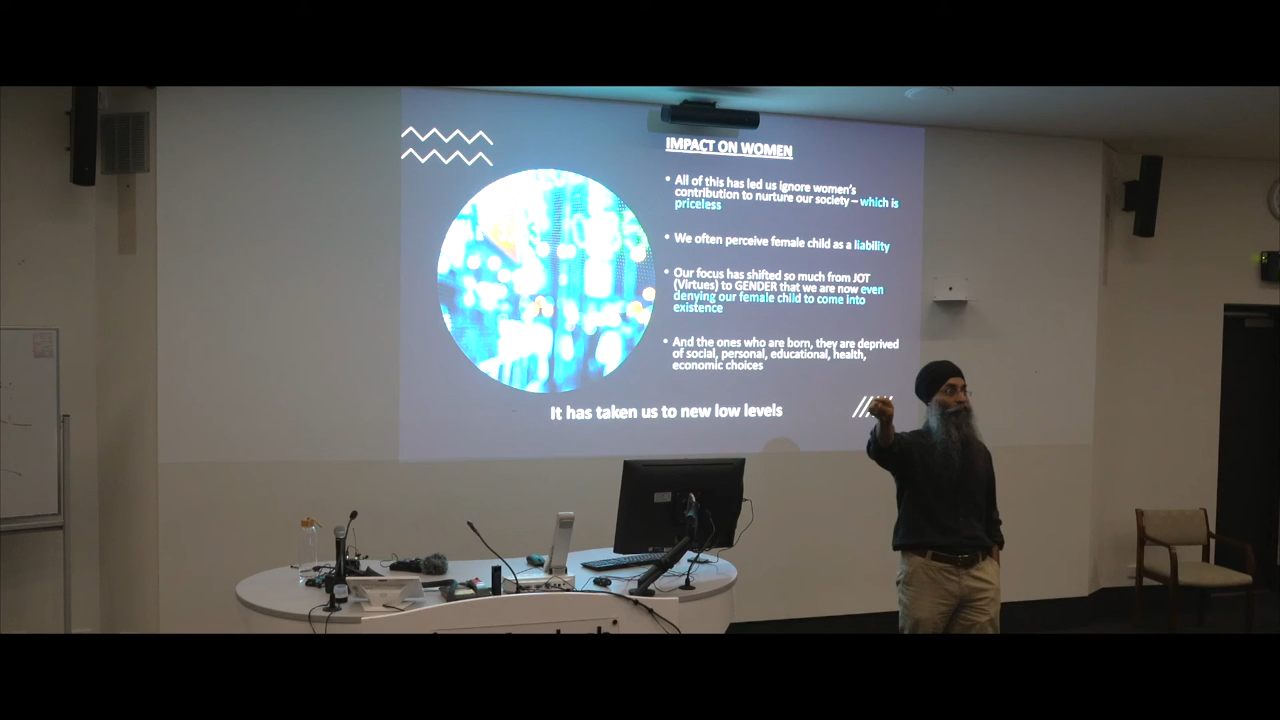 IMPACT ON WOMEN
• All of this has led us ignore women's
contribution to nurture our society – which is
priceless
• We often perceive female child as a liability
• Our focus has shifted so much from JOT
(Virtues) to GENDER that we are now even
denying our female child to come into
existence
• And the ones who are born, they are deprived
of social, personal, educational, health,
economic choices
It has taken us to new low levels